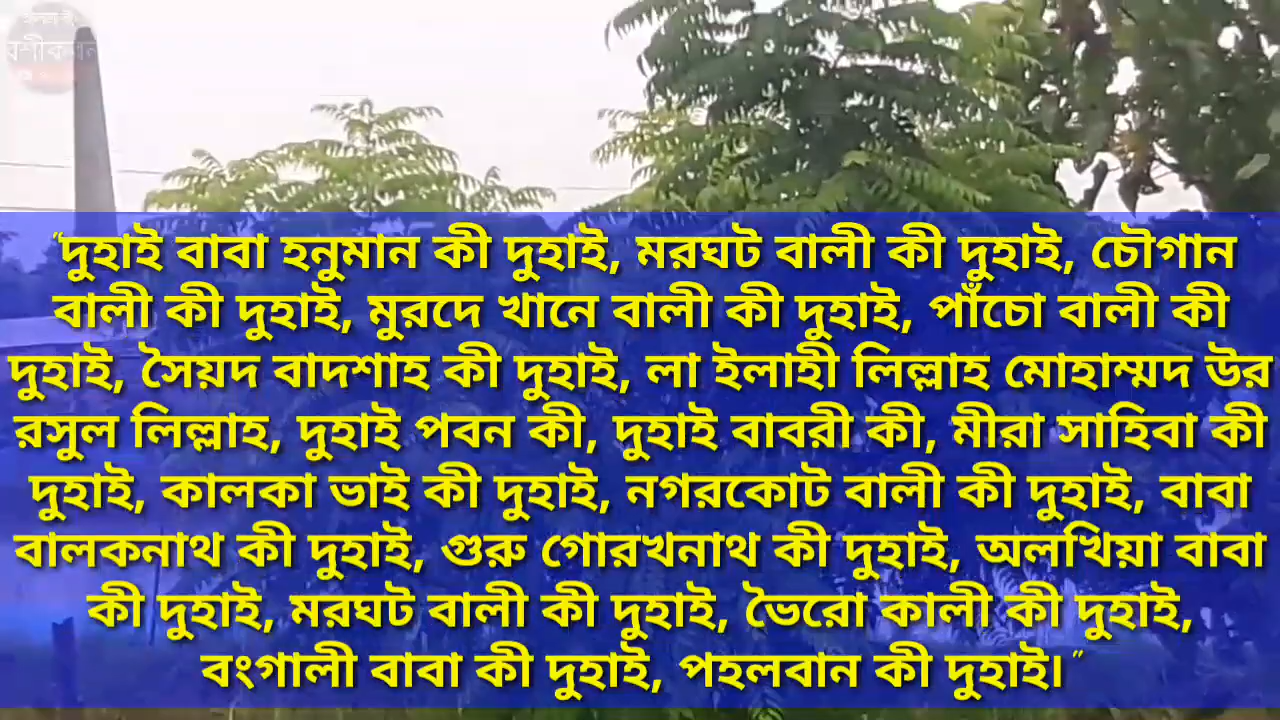 “দুহাই বাবা হনুমান কী দুহাই, মরঘট বালী কী দুহাই, চৌগান
বালী কী দুহাই, মুরদে খানে বালী কী দুহাই, পাঁচো বালী কী
দুহাই, সৈয়দ বাদশাহ কী দুহাই, লা ইলাহী লিল্লাহ মোহাম্মদ উর
রসুল লিল্লাহ, দুহাই পবন কী, দুহাই বাবরী কী, মীরা সাহিবা কী
দুহাই, কালকা ভাই কী দুহাই, নগরকোট বালী কী দুহাই, বাবা
বালকনাথ কী দুহাই, গুরু গোরখনাথ কী দুহাই, অলখিয়া বাবা
কী দুহাই, মরঘট বালী কী দুহাই, ভৈরো কালী কী দুহাই,
বংগালী বাবা কী দুহাই, পহলবান কী দুহাই।”